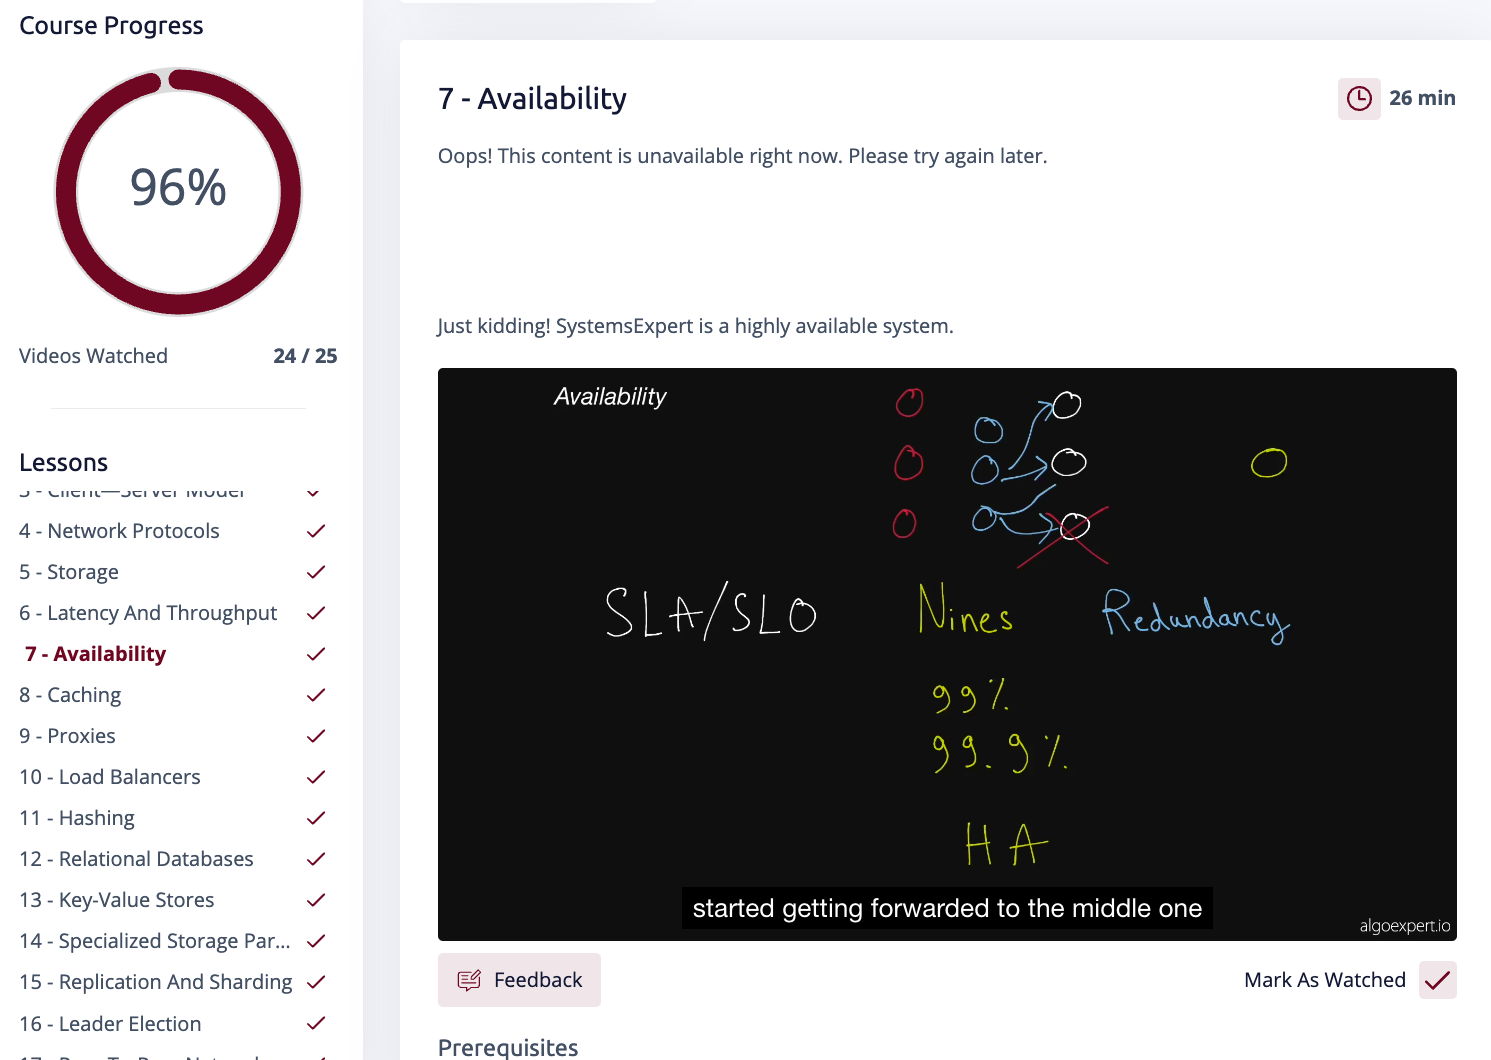 Course Progress
96%
Videos Watched 24 / 25
Lessons
3 - Client—Server Model
4 - Network Protocols
5 - Storage
6 - Latency And Throughput
7 - Availability
8 - Caching
9 - Proxies
10 - Load Balancers
11 - Hashing
12 - Relational Databases
13 - Key-Value Stores
14 - Specialized Storage Par...
15 - Replication And Sharding
16 - Leader Election
7 - Availability
26 min
Oops! This content is unavailable right now. Please try again later.
Just kidding! SystemsExpert is a highly available system.
Availability
SLA/SLO Nines Redundancy
99%
99.9%
HA
started getting forwarded to the middle one
algoexpert.io
Feedback
Mark As Watched
Prerequisites